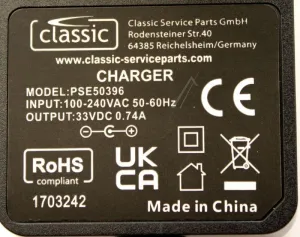 classic
Classic Service Parts GmbH
Rodensteiner Str.40
64385 Reichelsheim/Germany
www.classic-serviceparts.com
CHARGER
MODEL:PSE50396
INPUT:100-240VAC 50-60Hz
OUTPUT:33VDC 0.74A
CE
RoHS
compliant
UK
CA
1703242
Made in China